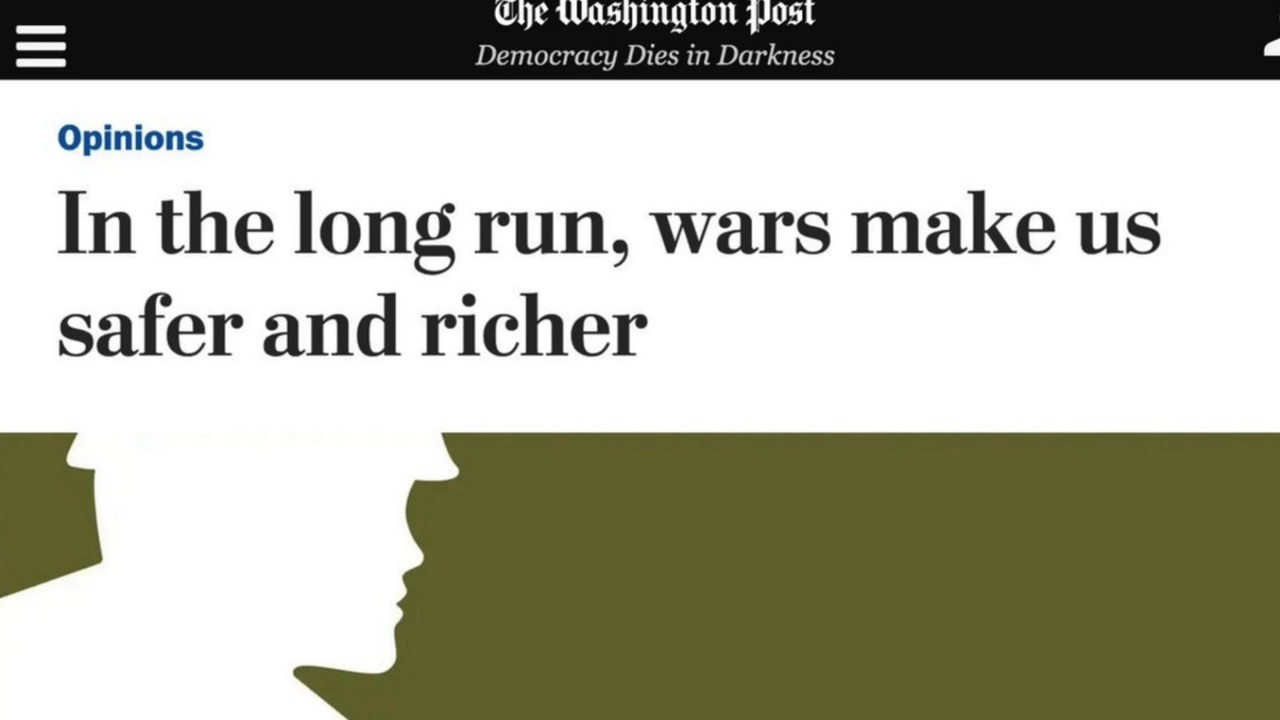 The Washington Post
Democracy Dies in Darkness
Opinions
In the long run, wars make us
safer and richer